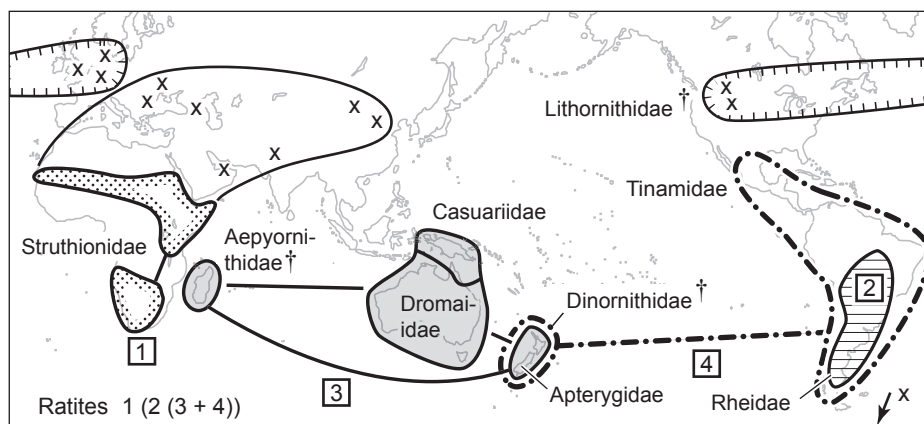 x
x
x
x
x
x
x
x
x
x
x
x
x
Lithornithidae †
Tinamidae
Casuariidae
Struthionidae
Aepyorni-
thidae †
Dromai-
idae
Dinornithidae †
2
1
3
4
Apterygidae
Rheidae
x
Ratites 1 (2 (3 + 4))